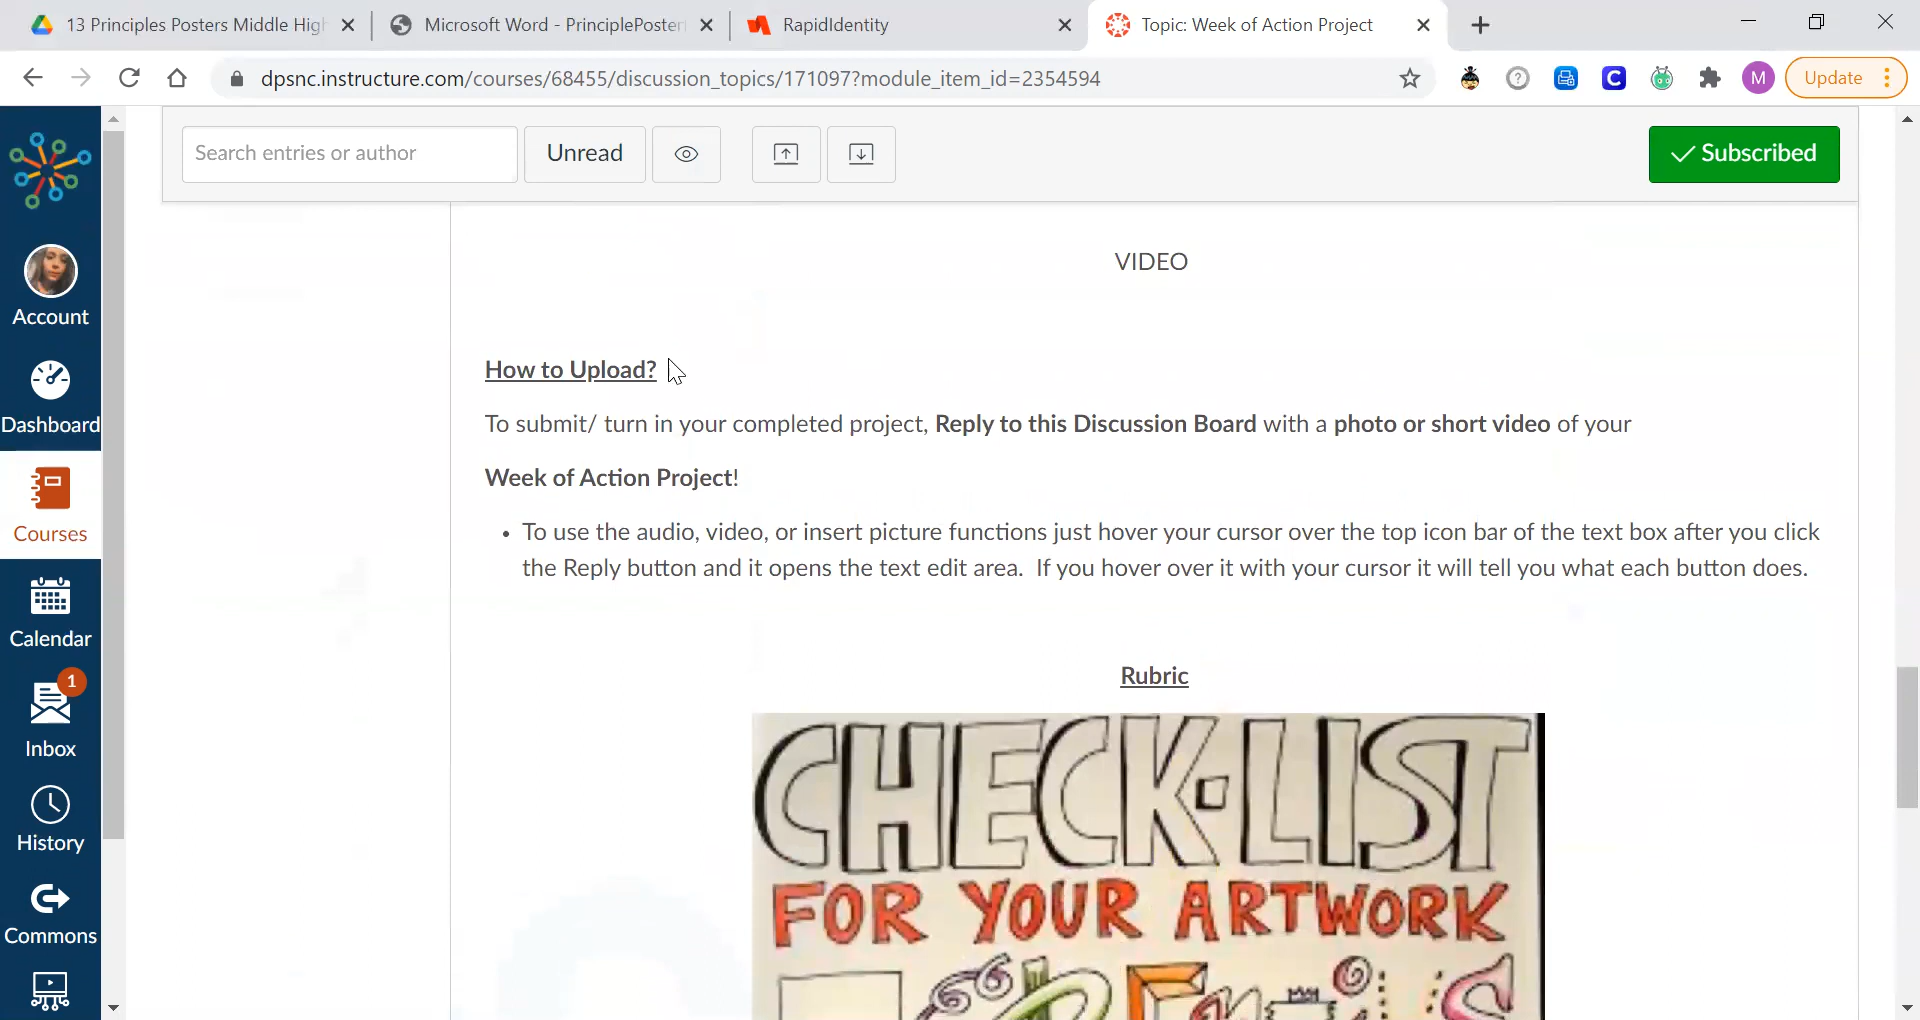 13 Principles Posters Middle High
Microsoft Word - PrinciplePoster
RapidIdentity
Topic: Week of Action Project
dpsnc.instructure.com/courses/68455/discussion_topics/171097?module_item_id=2354594
M
Update
Search entries or author
Unread
Subscribed
Account
Dashboard
Courses
Calendar
1
Inbox
History
Commons
VIDEO
How to Upload?
To submit/ turn in your completed project, Reply to this Discussion Board with a photo or short video of your
Week of Action Project!
To use the audio, video, or insert picture functions just hover your cursor over the top icon bar of the text box after you click
the Reply button and it opens the text edit area. If you hover over it with your cursor it will tell you what each button does.
Rubric
CHECK-LIST
FOR YOUR ARTWORK